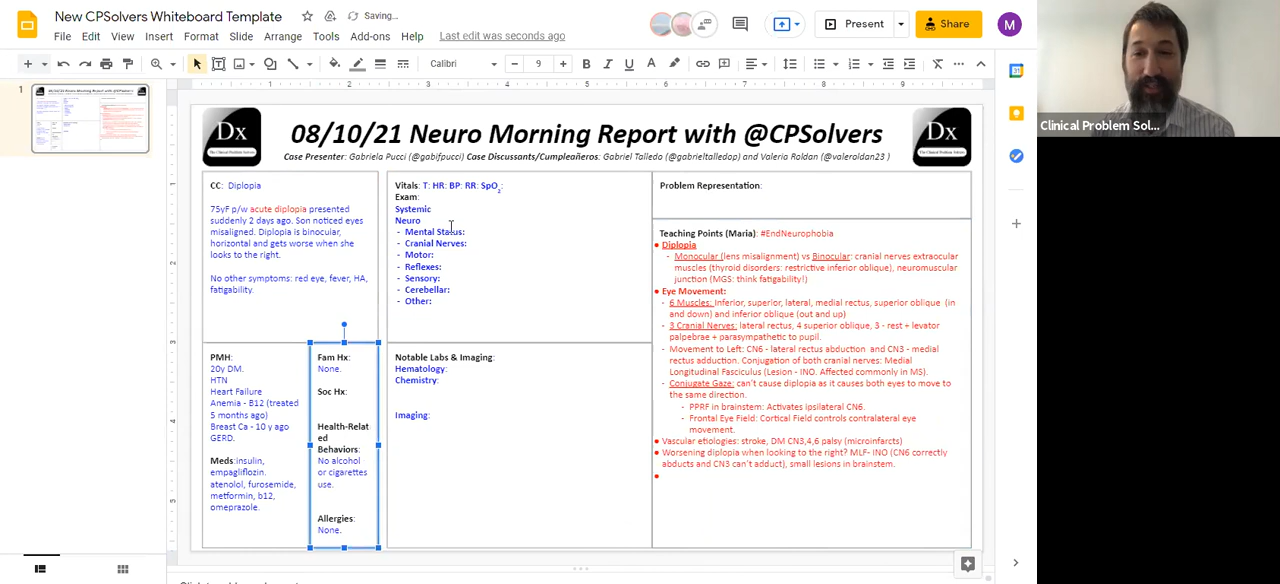 New CPSolvers Whiteboard Template
Saving...
File Edit View Insert Format Slide Arrange Tools Add-ons Help Last edit was seconds ago
Present
Share
M
Calibri
9
B I U A
1 2 3 4 5 6 7 8 9
1
Dx
08/10/21 Neuro Morning Report with @CPSolvers
Case Presenter: Gabriela Pucci (@gabifpucci) Case Discussants/Cumpleañeros: Gabriel Talledo (@gabrieltalledop) and Valeria Roldan (@valeroldan23 )
Dx
CC: Diplopia
75yF p/w acute diplopia presented
suddenly 2 days ago. Son noticed eyes
misaligned. Diplopia is binocular,
horizontal and gets worse when she
looks to the right.
No other symptoms: red eye, fever, HA,
fatigability.
PMH:
20y DM.
HTN
Heart Failure
Anemia - B12 (treated
5 months ago)
Breast Ca - 10 y ago
GERD.
Meds:insulin,
empagliflozin.
atenolol, furosemide,
metformin, b12,
omeprazole.
Fam Hx:
None.
Soc Hx:
Health-Relat
ed
Behaviors:
No alcohol
or cigarettes
use.
Allergies:
None.
Vitals: T: HR: BP: RR: SpO2:
Exam:
Systemic
Neuro
- Mental Status:
- Cranial Nerves:
- Motor:
- Reflexes:
- Sensory:
- Cerebellar:
- Other:
Notable Labs & Imaging:
Hematology:
Chemistry:
Imaging:
Problem Representation:
Teaching Points (Maria): #EndNeurophobia
● Diplopia
- Monocular (lens misalignment) vs Binocular: cranial nerves extraocular
muscles (thyroid disorders: restrictive inferior oblique), neuromuscular
junction (MGS: think fatigability!)
● Eye Movement:
- 6 Muscles: Inferior, superior, lateral, medial rectus, superior oblique (in
and down) and inferior oblique (out and up)
- 3 Cranial Nerves: lateral rectus, 4 superior oblique, 3 - rest + levator
palpebrae + parasympathetic to pupil.
- Movement to Left: CN6 - lateral rectus abduction and CN3 - medial
rectus adduction. Conjugation of both cranial nerves: Medial
Longitudinal Fasciculus (Lesion - INO. Affected commonly in MS).
- Conjugate Gaze: can't cause diplopia as it causes both eyes to move to
the same direction.
- PPRF in brainstem: Activates ipsilateral CN6.
- Frontal Eye Field: Cortical Field controls contralateral eye
movement.
● Vascular etiologies: stroke, DM CN3,4,6 palsy (microinfarcts)
● Worsening diplopia when looking to the right? MLF- INO (CN6 correctly
abducts and CN3 can't adduct), small lesions in brainstem.
●
Clinical Problem Sol...